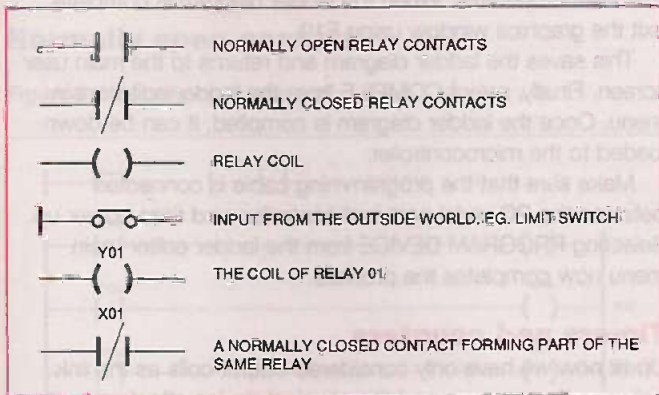 NORMALLY OPEN RELAY CONTACTS
NORMALLY CLOSED RELAY CONTACTS
RELAY COIL
INPUT FROM THE OUTSIDE WORLD. EG. LIMIT SWITCH
Y01
THE COIL OF RELAY 01
X01
A NORMALLY CLOSED CONTACT FORMING PART OF THE
SAME RELAY